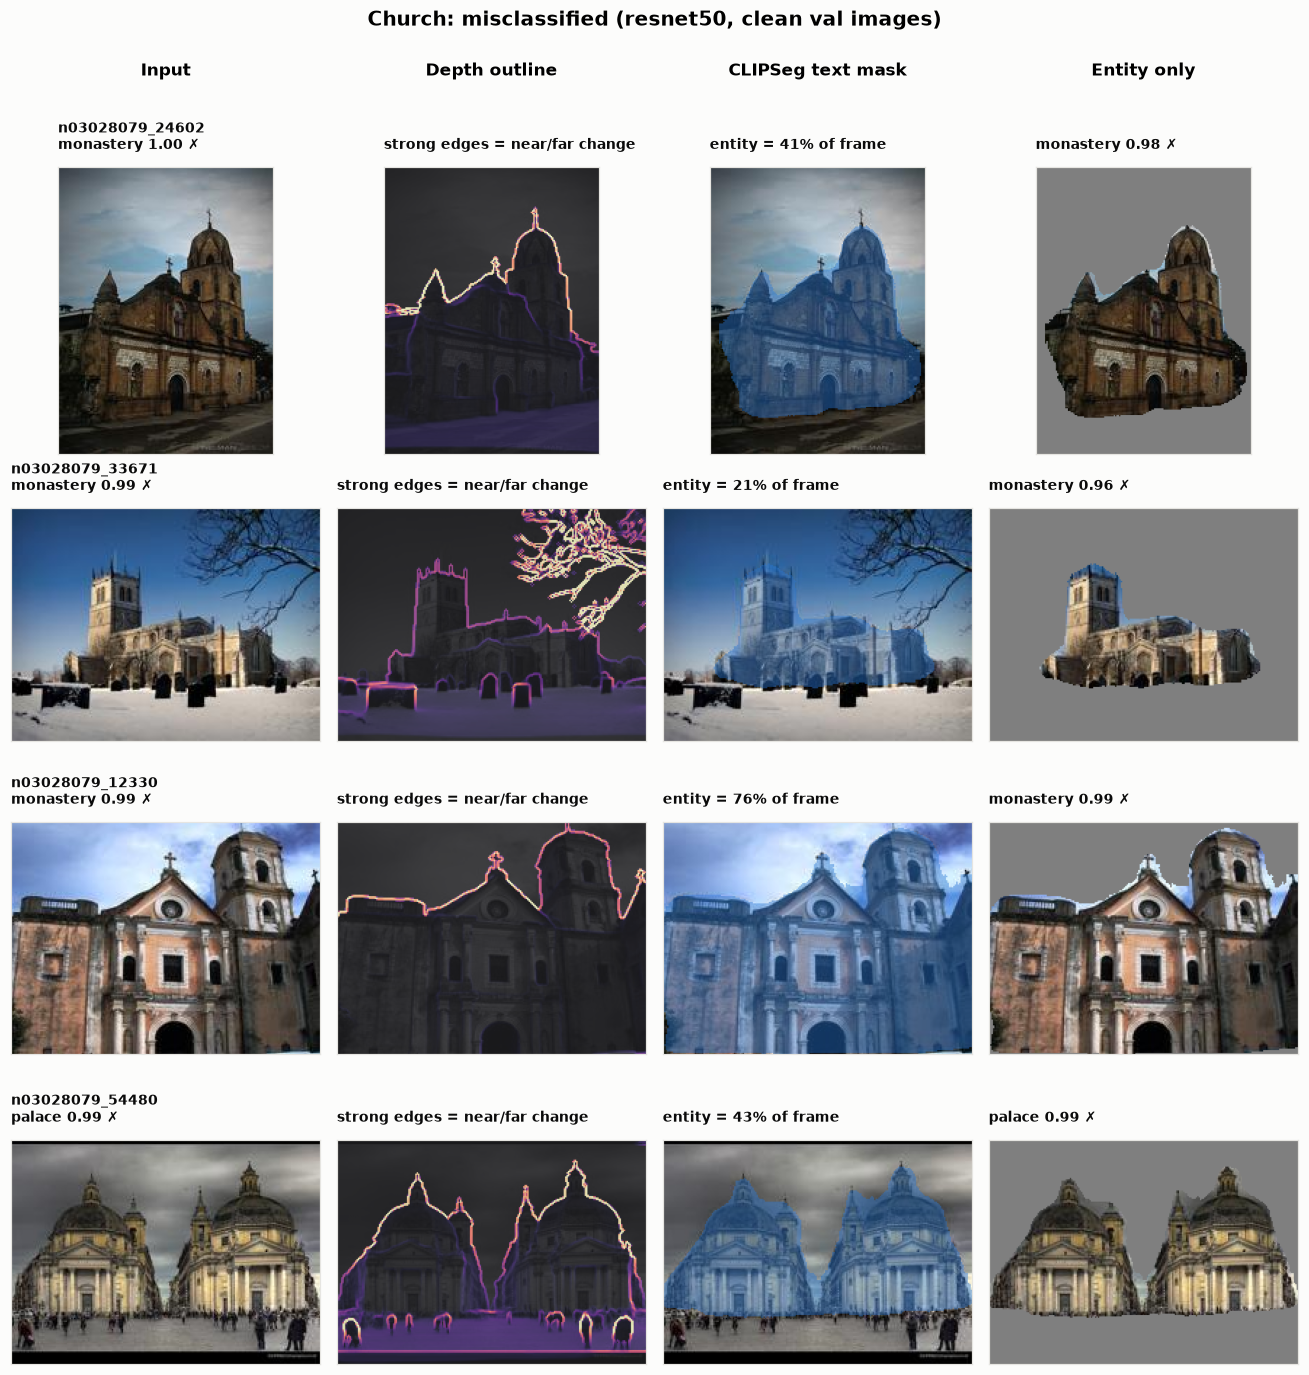 Church: misclassified (resnet50, clean val images)
Input
Depth outline
CLIPSeg text mask
Entity only
n03028079_24602
monastery 1.00 ✗
strong edges = near/far change
entity = 41% of frame
monastery 0.98 ✗
n03028079_33671
monastery 0.99 ✗
strong edges = near/far change
entity = 21% of frame
monastery 0.96 ✗
n03028079_12330
monastery 0.99 ✗
strong edges = near/far change
entity = 76% of frame
monastery 0.99 ✗
n03028079_54480
palace 0.99 ✗
strong edges = near/far change
entity = 43% of frame
palace 0.99 ✗